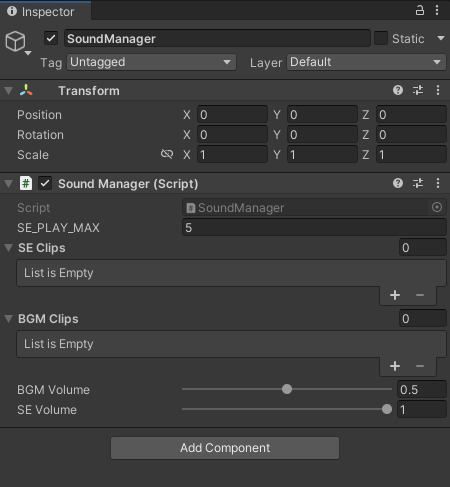 Inspector
SoundManager
Static
Tag Untagged Layer Default
Transform
Position X 0 Y 0 Z 0
Rotation X 0 Y 0 Z 0
Scale X 1 Y 1 Z 1
# Sound Manager (Script)
Script # SoundManager
SE_PLAY_MAX 5
SE Clips 0
List is Empty
+ −
BGM Clips 0
List is Empty
+ −
BGM Volume 0.5
SE Volume 1
Add Component